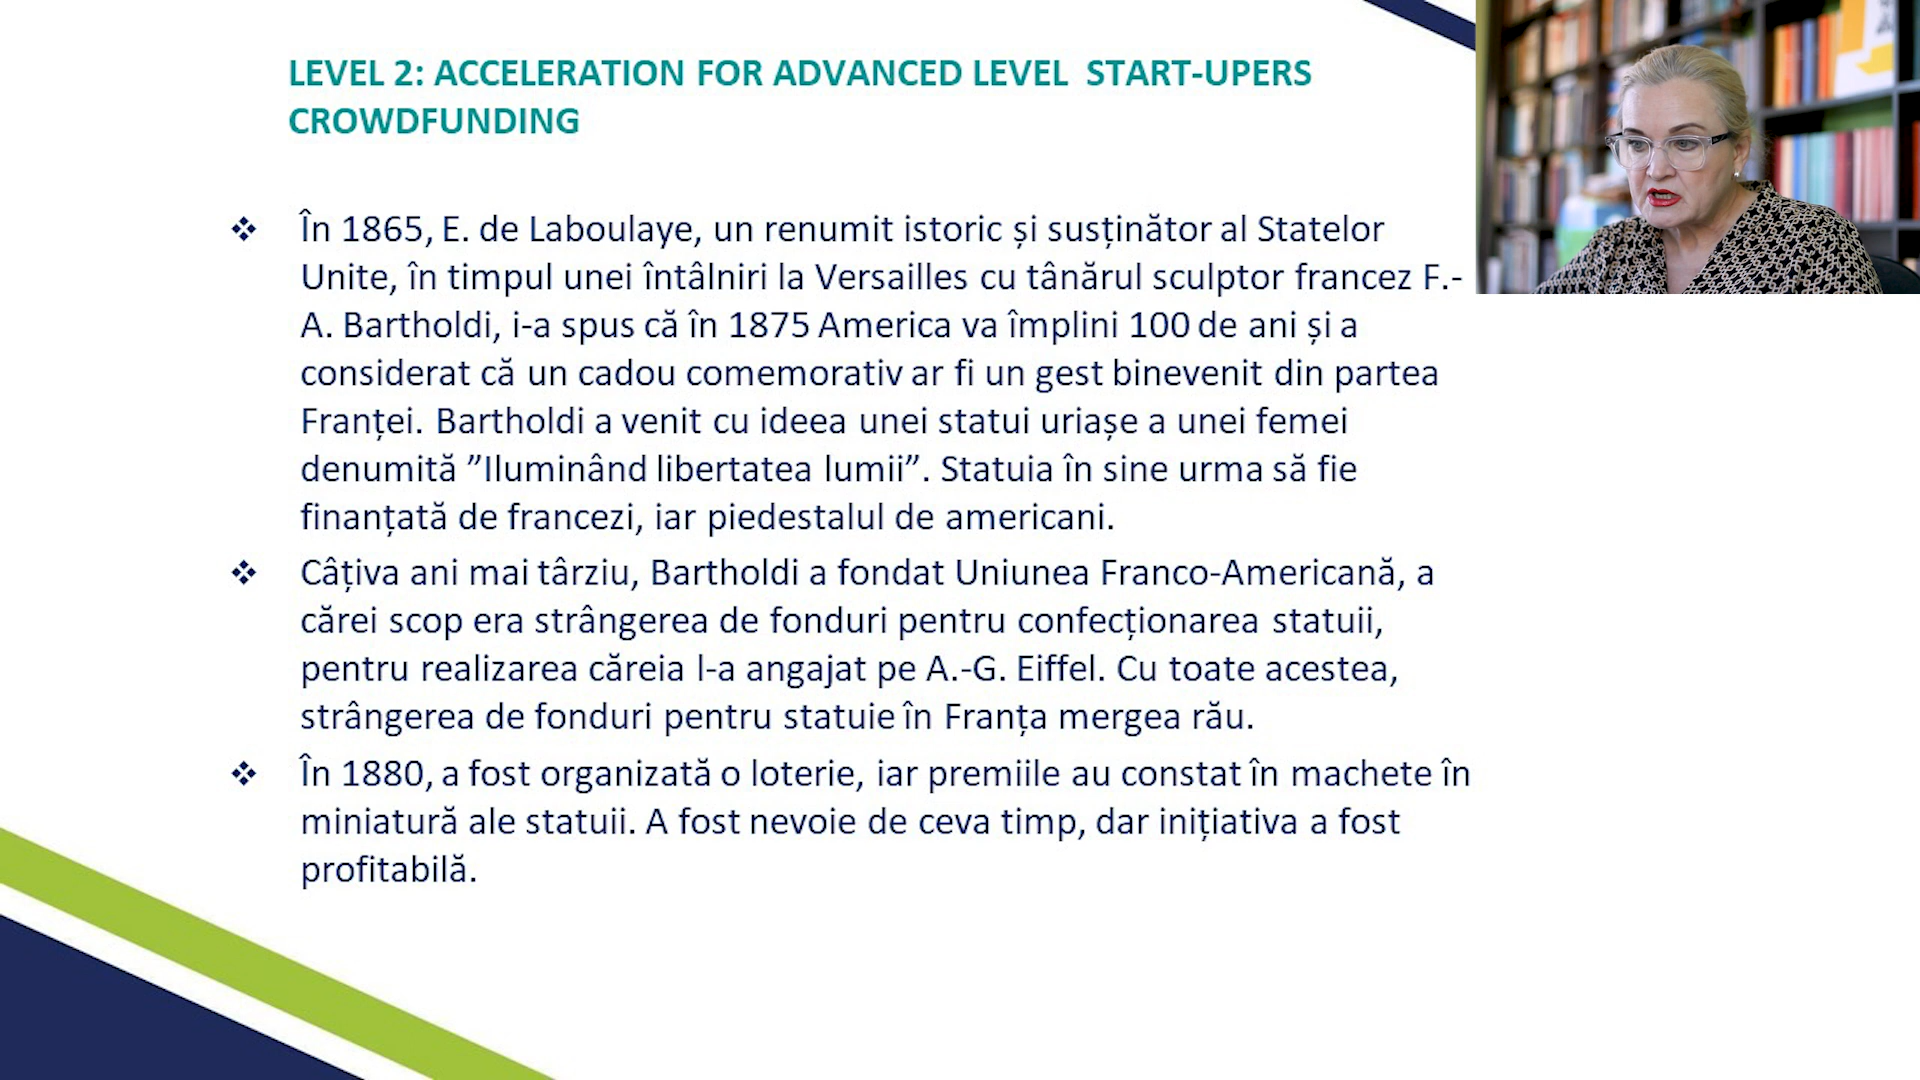 LEVEL 2: ACCELERATION FOR ADVANCED LEVEL START-UPERS
CROWDFUNDING
❖ În 1865, E. de Laboulaye, un renumit istoric și susținător al Statelor
Unite, în timpul unei întâlniri la Versailles cu tânărul sculptor francez F.-
A. Bartholdi, i-a spus că în 1875 America va împlini 100 de ani și a
considerat că un cadou comemorativ ar fi un gest binevenit din partea
Franței. Bartholdi a venit cu ideea unei statui uriașe a unei femei
denumită ”Iluminând libertatea lumii”. Statuia în sine urma să fie
finanțată de francezi, iar piedestalul de americani.
❖ Câțiva ani mai târziu, Bartholdi a fondat Uniunea Franco-Americană, a
cărei scop era strângerea de fonduri pentru confecționarea statuii,
pentru realizarea căreia l-a angajat pe A.-G. Eiffel. Cu toate acestea,
strângerea de fonduri pentru statuie în Franța mergea rău.
❖ În 1880, a fost organizată o loterie, iar premiile au constat în machete în
miniatură ale statuii. A fost nevoie de ceva timp, dar inițiativa a fost
profitabilă.